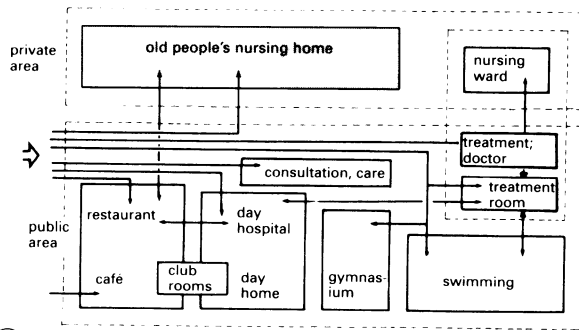 private
area
old people's nursing home
nursing
ward
treatment;
doctor
consultation, care
treatment
room
public
area
restaurant
day
hospital
café
club
rooms
day
home
gymnas-
ium
swimming